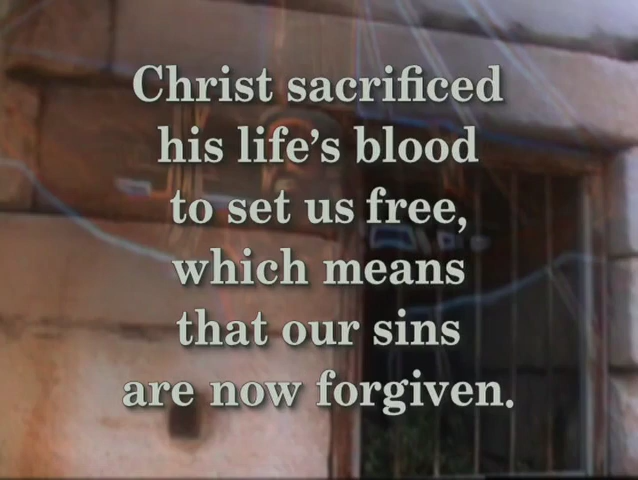 Christ sacrificed
his life’s blood
to set us free,
which means
that our sins
are now forgiven.